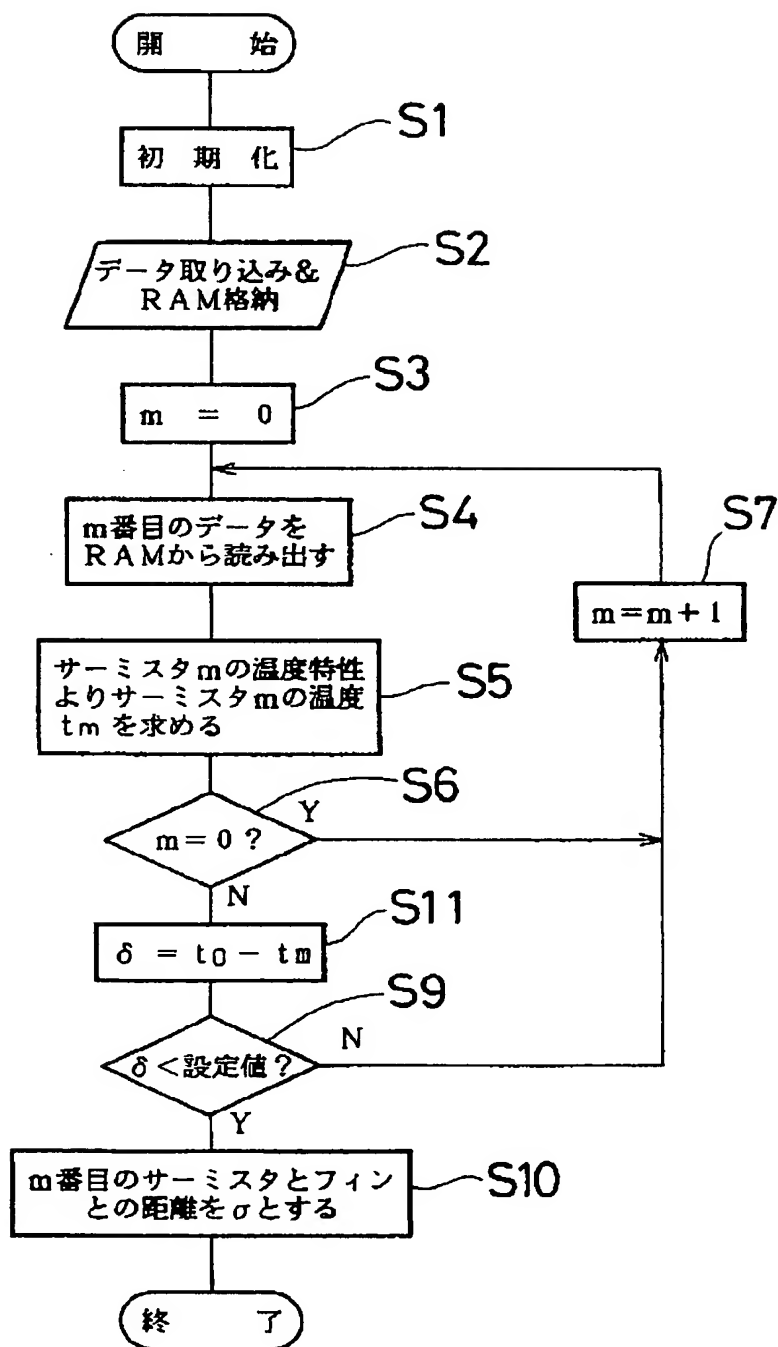 開 始
S1
初 期 化
S2
データ取り込み&
RAM格納
S3
m = 0
S4
m番目のデータを
RAMから読み出す
S7
m=m+1
S5
サーミスタmの温度特性
よりサーミスタmの温度
tmを求める
S6
m=0?
Y
N
S11
δ = t0 - tm
S9
δ<設定値?
N
Y
S10
m番目のサーミスタとフィン
との距離をσとする
終 了